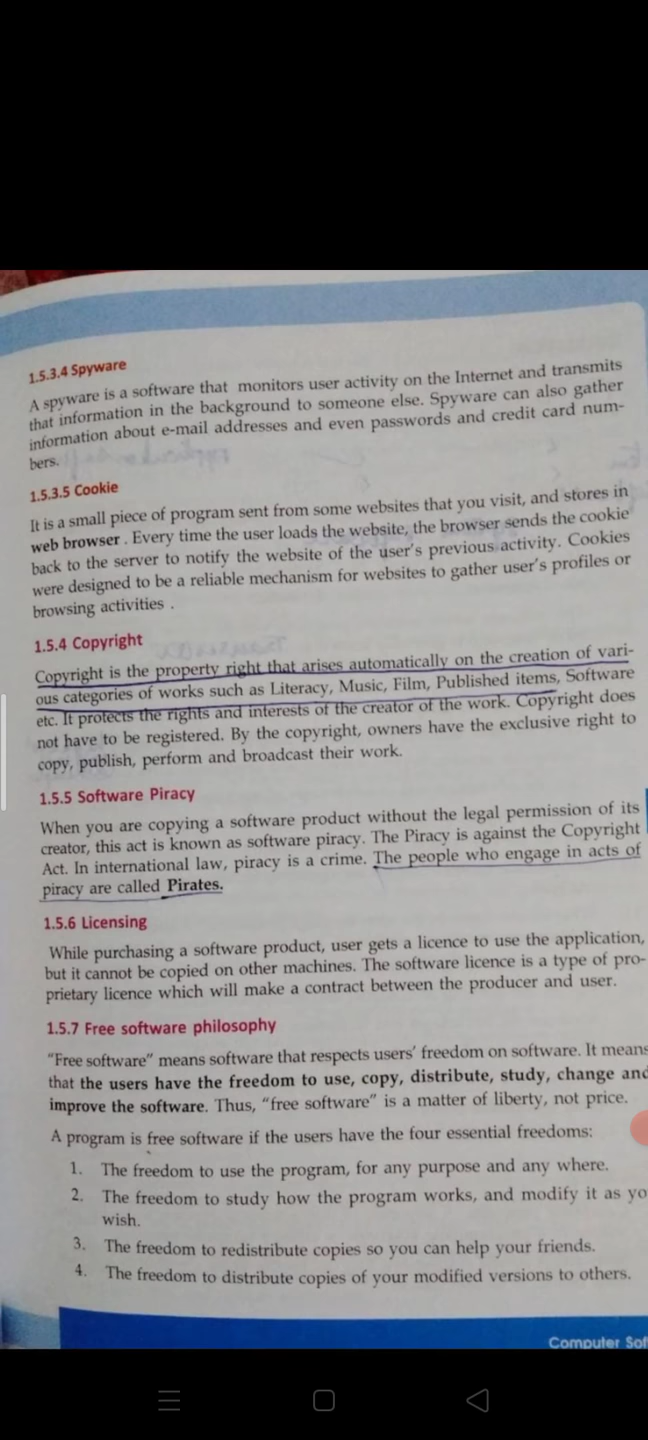 1.5.3.4 Spyware
A spyware is a software that monitors user activity on the Internet and transmits
that information in the background to someone else. Spyware can also gather
information about e-mail addresses and even passwords and credit card num-
bers.
1.5.3.5 Cookie
It is a small piece of program sent from some websites that you visit, and stores in
web browser . Every time the user loads the website, the browser sends the cookie
back to the server to notify the website of the user's previous activity. Cookies
were designed to be a reliable mechanism for websites to gather user's profiles or
browsing activities .
1.5.4 Copyright
Copyright is the property right that arises automatically on the creation of vari-
ous categories of works such as Literacy, Music, Film, Published items, Software
etc. It protects the rights and interests of the creator of the work. Copyright does
not have to be registered. By the copyright, owners have the exclusive right to
copy, publish, perform and broadcast their work.
1.5.5 Software Piracy
When you are copying a software product without the legal permission of its
creator, this act is known as software piracy. The Piracy is against the Copyright
Act. In international law, piracy is a crime. The people who engage in acts of
piracy are called Pirates.
1.5.6 Licensing
While purchasing a software product, user gets a licence to use the application,
but it cannot be copied on other machines. The software licence is a type of pro-
prietary licence which will make a contract between the producer and user.
1.5.7 Free software philosophy
“Free software” means software that respects users' freedom on software. It means
that the users have the freedom to use, copy, distribute, study, change and
improve the software. Thus, “free software” is a matter of liberty, not price.
A program is free software if the users have the four essential freedoms:
1. The freedom to use the program, for any purpose and any where.
2. The freedom to study how the program works, and modify it as yo
wish.
3. The freedom to redistribute copies so you can help your friends.
4. The freedom to distribute copies of your modified versions to others.
Computer Sof